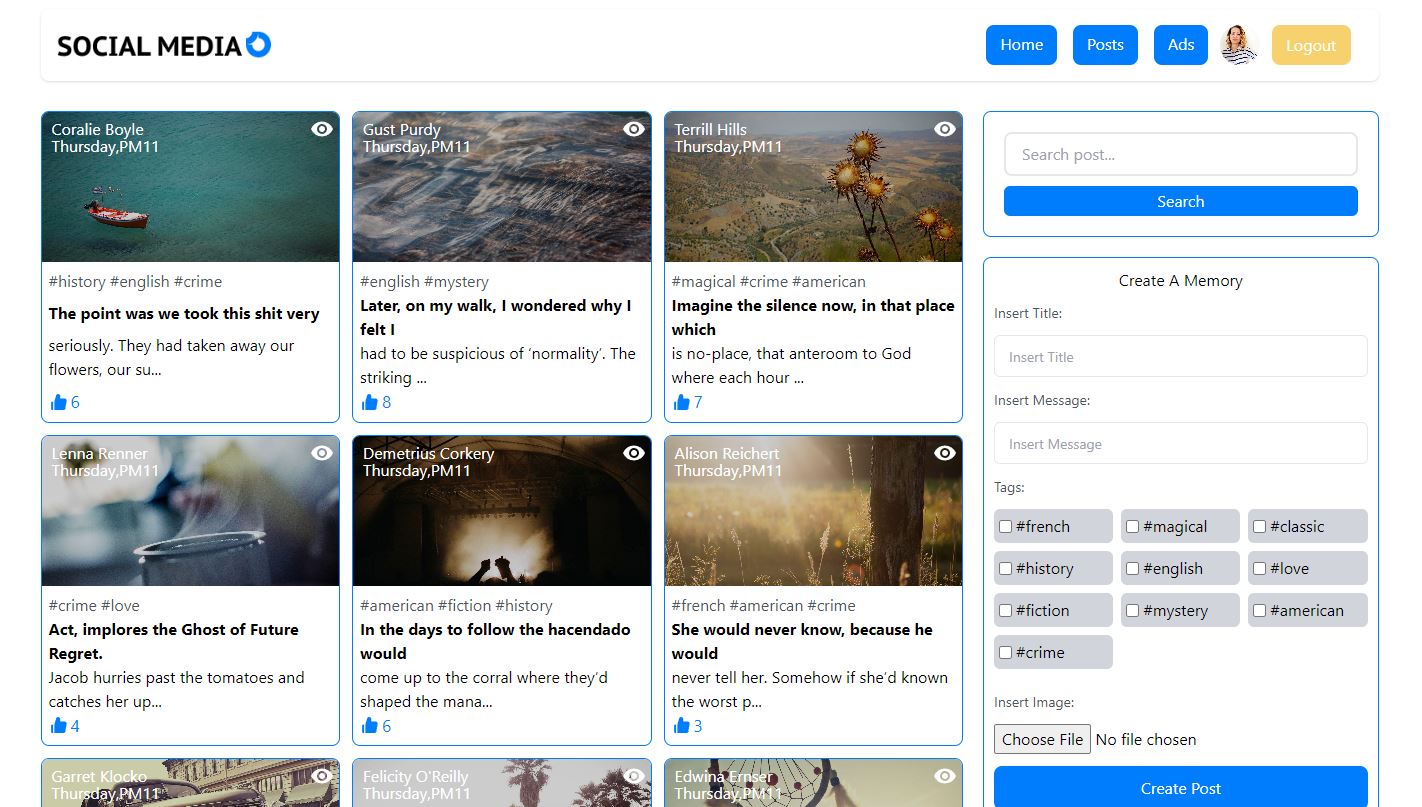 SOCIAL MEDIA
Home
Posts
Ads
Logout
Coralie Boyle
Thursday,PM11
#history #english #crime
The point was we took this shit very
seriously. They had taken away our
flowers, our su...
6
Gust Purdy
Thursday,PM11
#english #mystery
Later, on my walk, I wondered why I
felt I
had to be suspicious of ‘normality’. The
striking ...
8
Terrill Hills
Thursday,PM11
#magical #crime #american
Imagine the silence now, in that place
which
is no-place, that anteroom to God
where each hour ...
7
Lenna Renner
Thursday,PM11
#crime #love
Act, implores the Ghost of Future
Regret.
Jacob hurries past the tomatoes and
catches her up...
4
Demetrius Corkery
Thursday,PM11
#american #fiction #history
In the days to follow the hacendado
would
come up to the corral where they’d
shaped the mana...
6
Alison Reichert
Thursday,PM11
#french #american #crime
She would never know, because he
would
never tell her. Somehow if she’d known
the worst p...
3
Garret Klocko
Thursday,PM11
Felicity O'Reilly
Thursday,PM11
Edwina Ernser
Thursday,PM11
Search post...
Search
Create A Memory
Insert Title:
Insert Title
Insert Message:
Insert Message
Tags:
#french
#magical
#classic
#history
#english
#love
#fiction
#mystery
#american
#crime
Insert Image:
Choose File No file chosen
Create Post